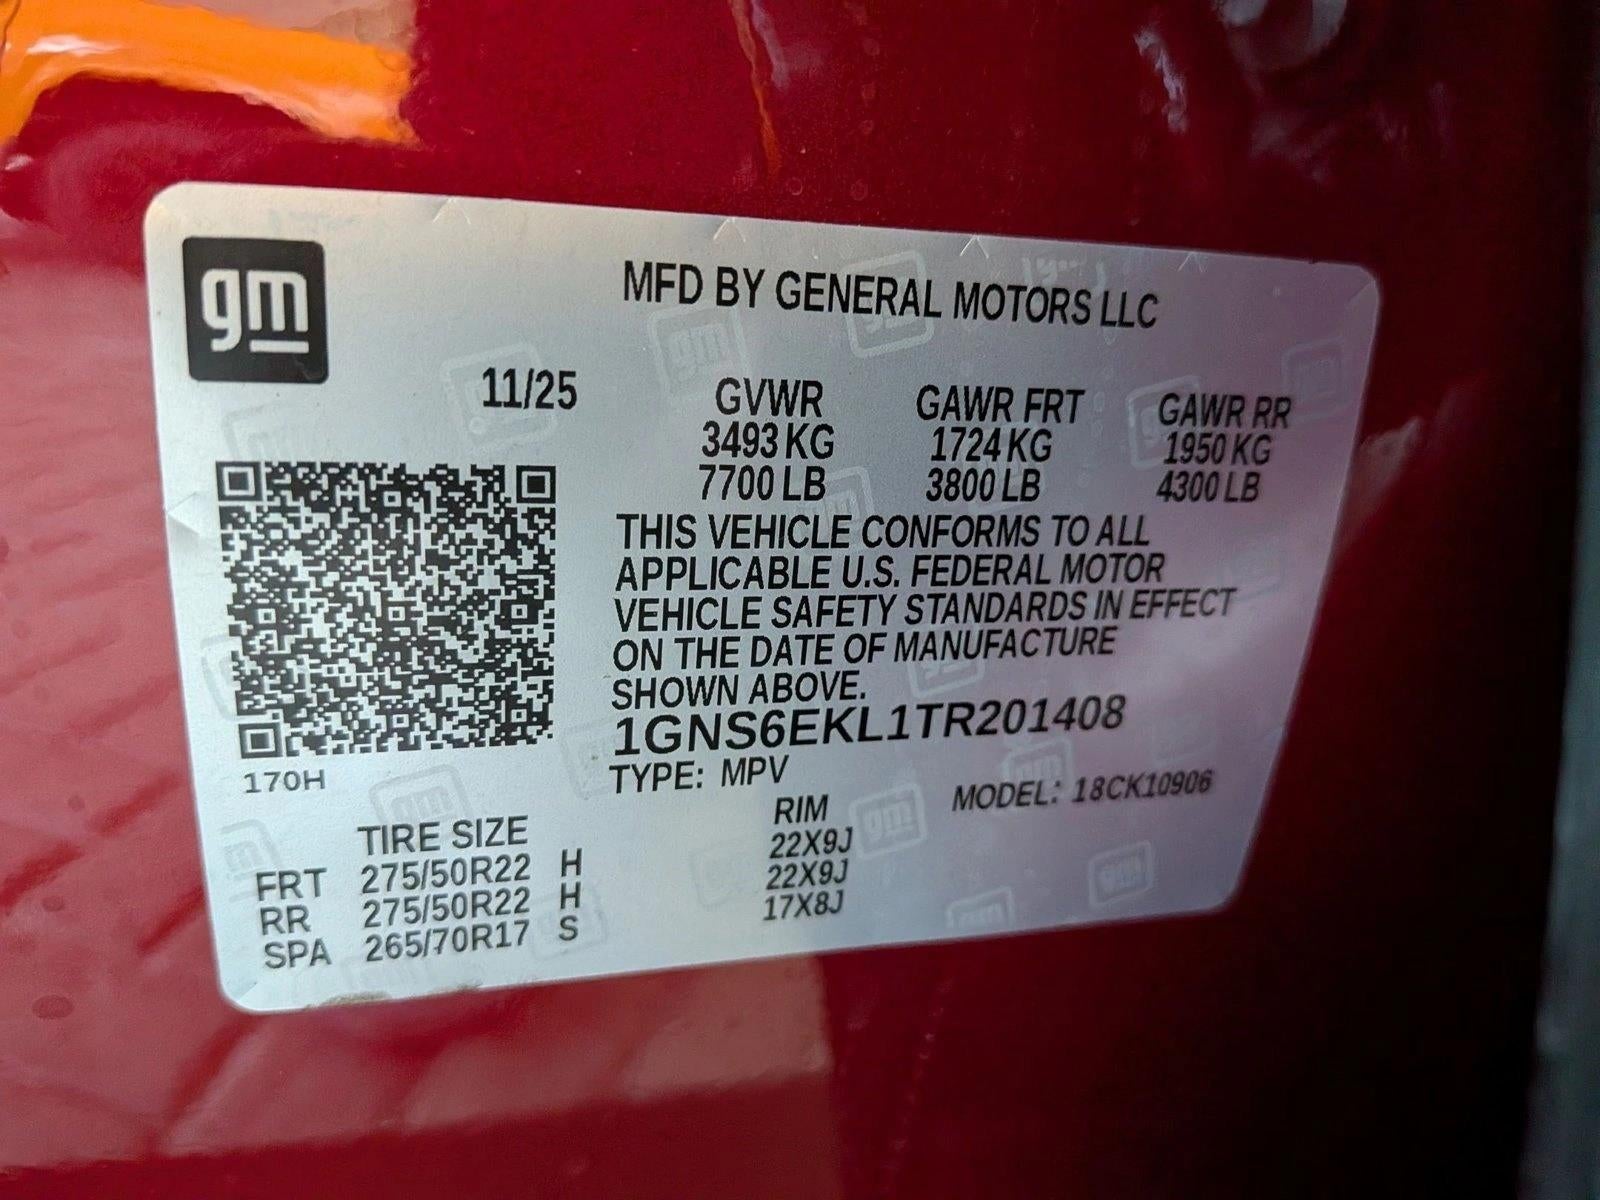 gm
MFD BY GENERAL MOTORS LLC
11/25 GVWR GAWR FRT GAWR RR
3493 KG 1724 KG 1950 KG
7700 LB 3800 LB 4300 LB
THIS VEHICLE CONFORMS TO ALL
APPLICABLE U.S. FEDERAL MOTOR
VEHICLE SAFETY STANDARDS IN EFFECT
ON THE DATE OF MANUFACTURE
SHOWN ABOVE.
1GNS6EKL1TR201408
170H
TYPE: MPV MODEL: 18CK10906
TIRE SIZE RIM
FRT 275/50R22 H 22X9J
RR 275/50R22 H 22X9J
SPA 265/70R17 S 17X8J